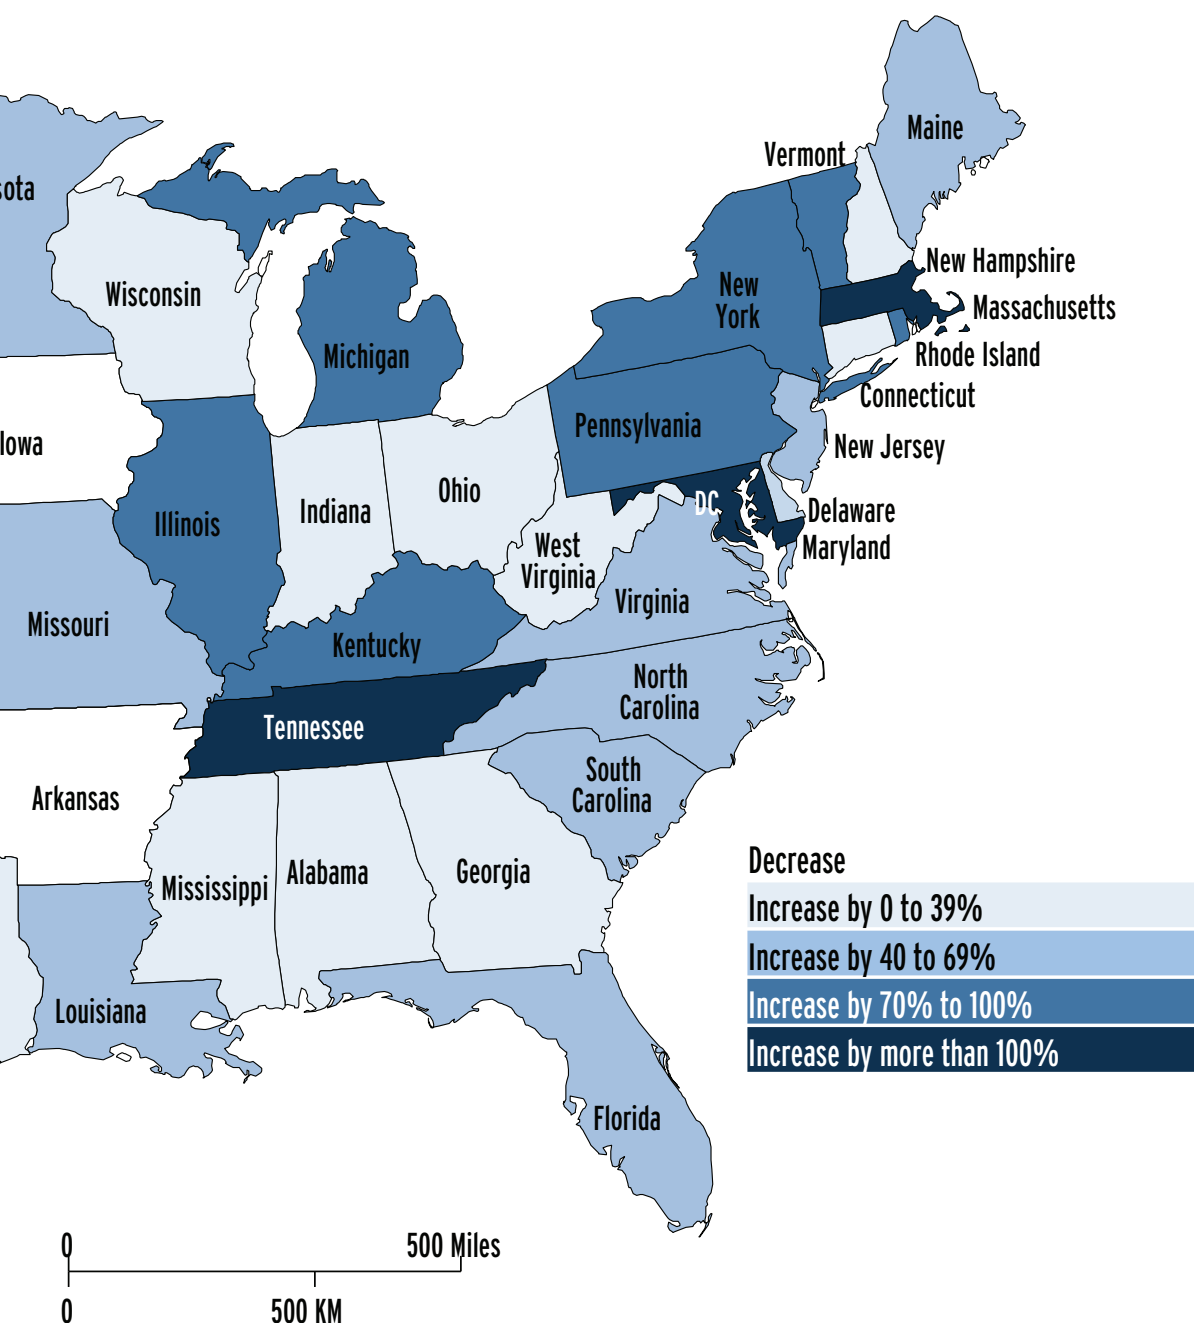 Maine
Vermont
sota
New Hampshire
Wisconsin
New
York
Massachusetts
Michigan
Rhode Island
Connecticut
Pennsylvania
Iowa
New Jersey
Ohio
Indiana
DC
Delaware
Illinois
Maryland
West
Virginia
Virginia
Missouri
Kentucky
North
Carolina
Tennessee
South
Carolina
Arkansas
Mississippi
Alabama
Georgia
Louisiana
Florida
Decrease
Increase by 0 to 39%
Increase by 40 to 69%
Increase by 70% to 100%
Increase by more than 100%
0
500 Miles
0
500 KM